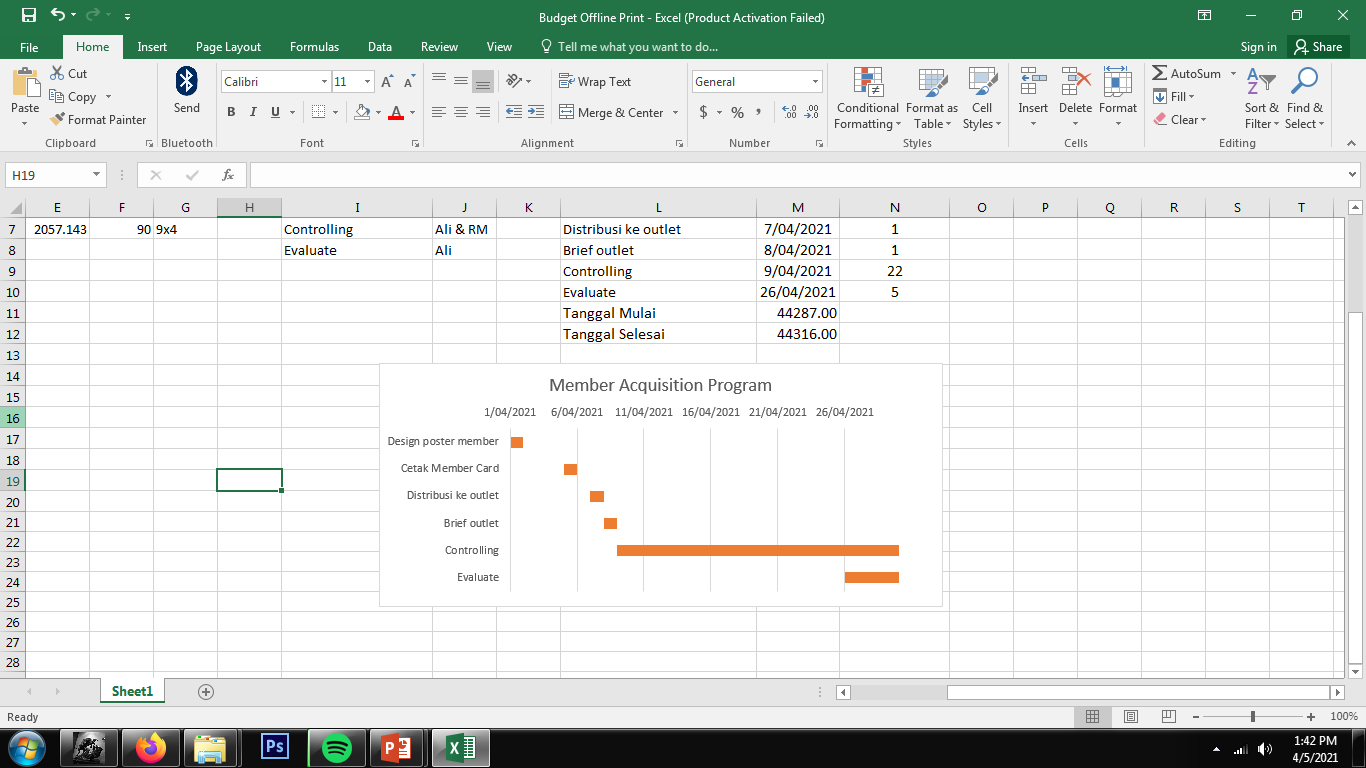 Budget Offline Print - Excel (Product Activation Failed)
File Home Insert Page Layout Formulas Data Review View Tell me what you want to do... Sign in Share
Paste
Cut
Copy
Format Painter
Clipboard
Send
Bluetooth
Calibri 11
B I U A
Font
Wrap Text
Merge & Center
Alignment
General
$ % ,
Number
Conditional Formatting
Format as Table
Cell Styles
Styles
Insert Delete Format
Cells
AutoSum
Fill
Clear
Sort & Filter
Find & Select
Editing
H19 fx
E F G H I J K L M N O P Q R S T
7 2057.143 90 9x4 Controlling Ali & RM Distribusi ke outlet 7/04/2021 1
8 Evaluate Ali Brief outlet 8/04/2021 1
9 Controlling 9/04/2021 22
10 Evaluate 26/04/2021 5
11 Tanggal Mulai 44287.00
12 Tanggal Selesai 44316.00
13
14
15
16
17
18
19
20
21
22
23
24
25
26
27
28
Member Acquisition Program
1/04/2021 6/04/2021 11/04/2021 16/04/2021 21/04/2021 26/04/2021
Design poster member
Cetak Member Card
Distribusi ke outlet
Brief outlet
Controlling
Evaluate
Sheet1
Ready 100%
Ps
1:42 PM
4/5/2021